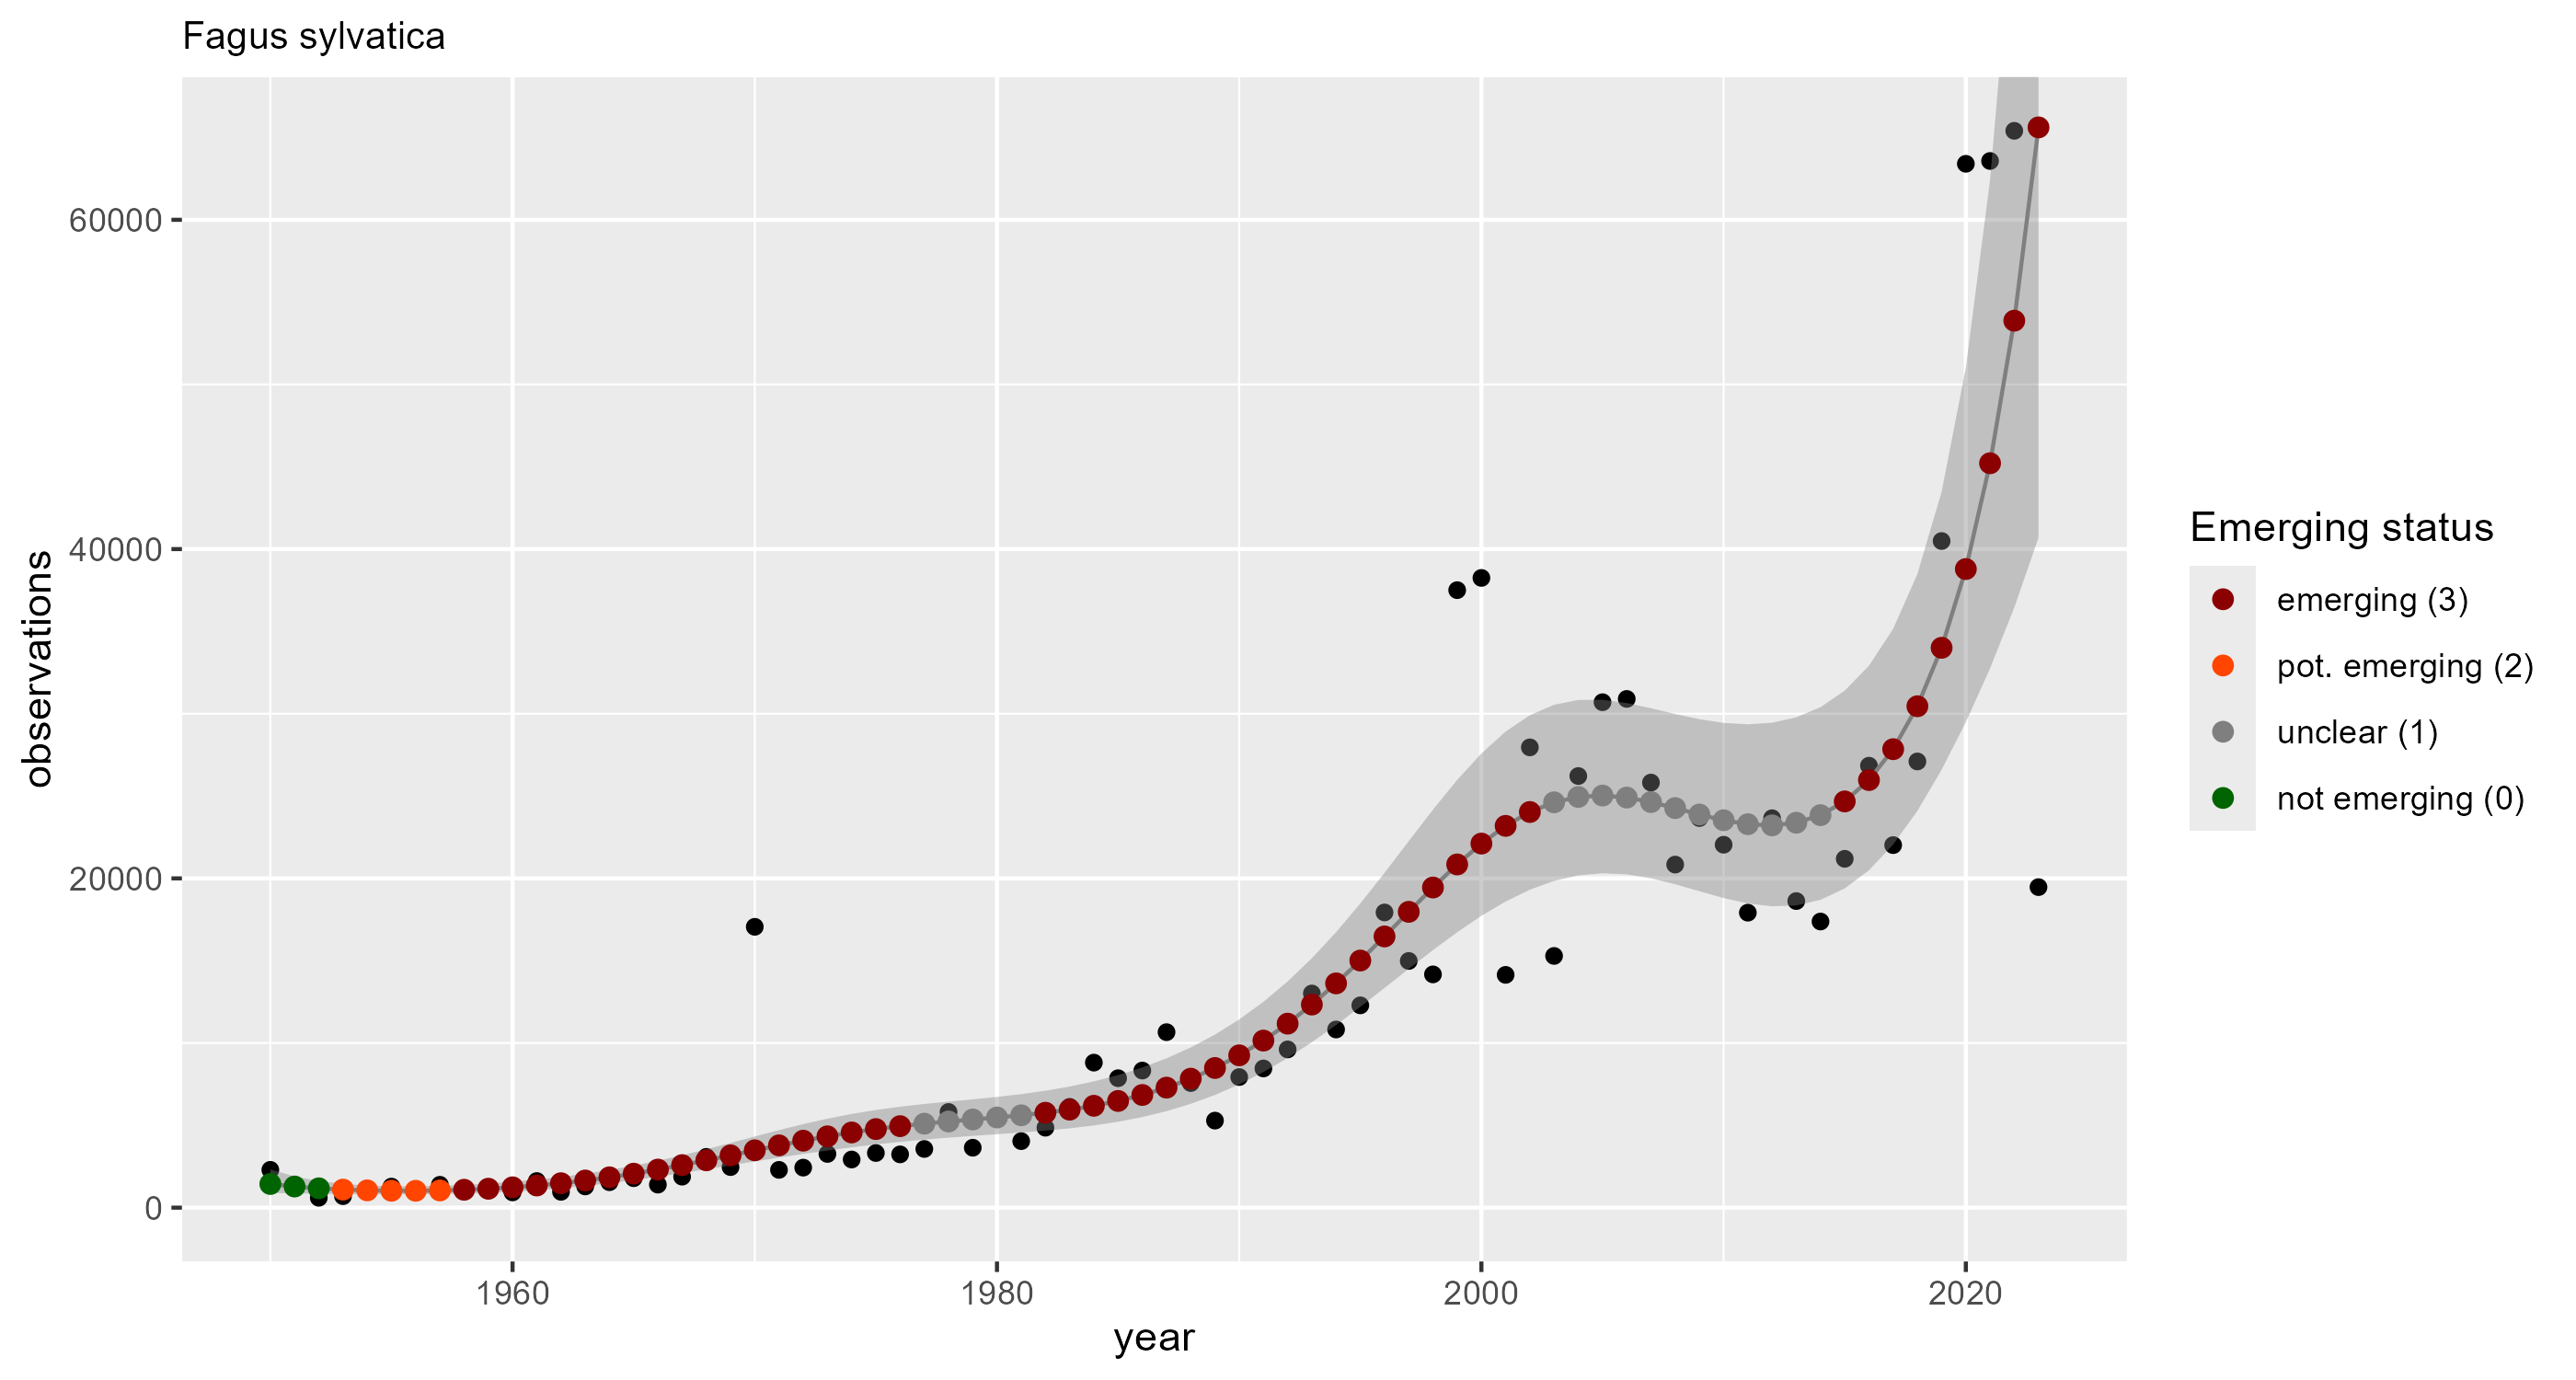 Fagus sylvatica
observations
60000
40000
20000
0
1960 1980 2000 2020
year
Emerging status
emerging (3)
pot. emerging (2)
unclear (1)
not emerging (0)